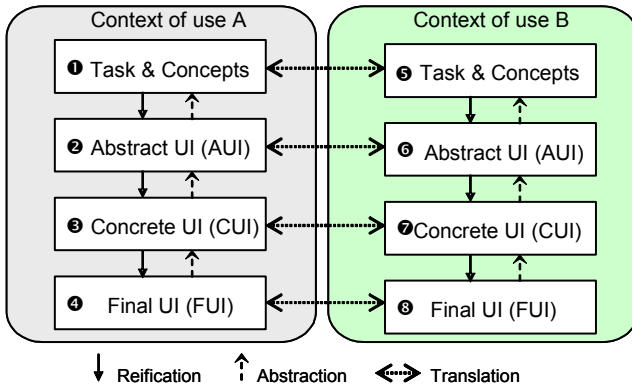 Context of use A
❶ Task & Concepts
❷ Abstract UI (AUI)
❸ Concrete UI (CUI)
❹ Final UI (FUI)
Context of use B
❺ Task & Concepts
❻ Abstract UI (AUI)
❼Concrete UI (CUI)
❽ Final UI (FUI)
Reification
Abstraction
Translation